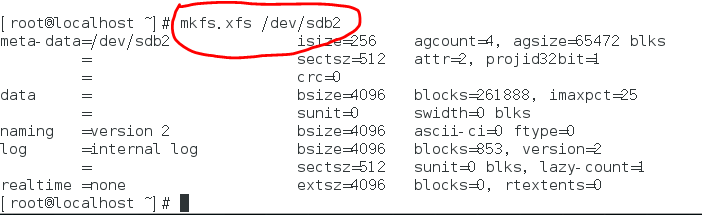 [root@localhost ~]# mkfs.xfs /dev/sdb2
meta-data=/dev/sdb2 isize=256 agcount=4, agsize=65472 blks
= sectsz=512 attr=2, projid32bit=1
= crc=0
data = bsize=4096 blocks=261888, imaxpct=25
= sunit=0 swidth=0 blks
naming =version 2 bsize=4096 ascii-ci=0 ftype=0
log =internal log bsize=4096 blocks=853, version=2
= sectsz=512 sunit=0 blks, lazy-count=1
realtime =none extsz=4096 blocks=0, rtextents=0
[root@localhost ~]#